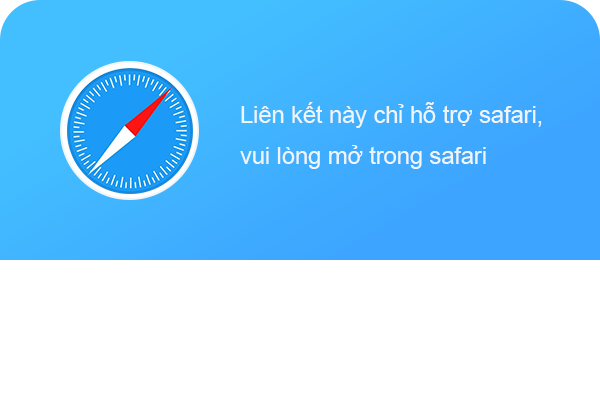 Liên kết này chỉ hỗ trợ safari,
vui lòng mở trong safari